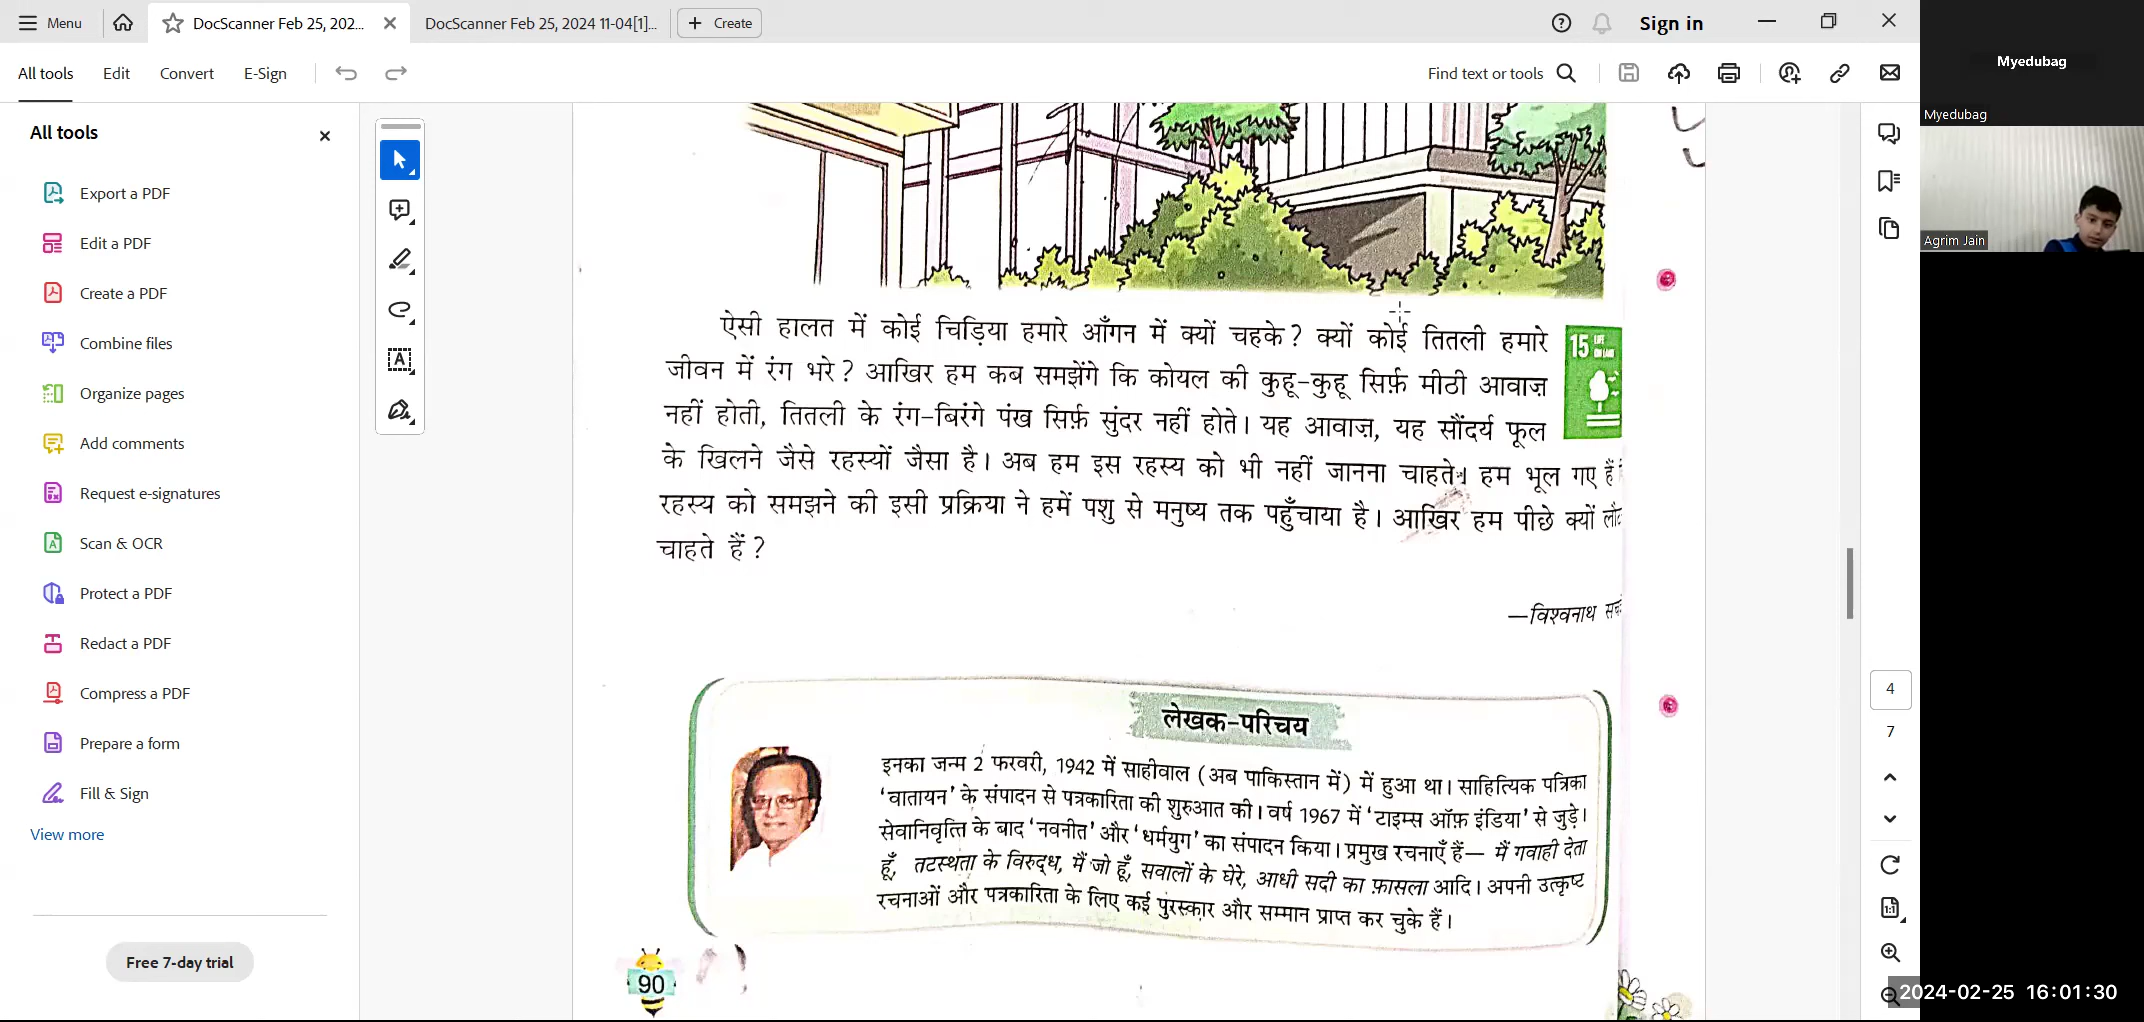 Menu
DocScanner Feb 25, 202...
DocScanner Feb 25, 2024 11-04[1]...
Create
Sign in
All tools
Edit
Convert
E-Sign
Find text or tools
All tools
Export a PDF
Edit a PDF
Create a PDF
Combine files
Organize pages
Add comments
Request e-signatures
Scan & OCR
Protect a PDF
Redact a PDF
Compress a PDF
Prepare a form
Fill & Sign
View more
Free 7-day trial
ऐसी हालत में कोई चिड़िया हमारे आँगन में क्यों चहके? क्यों कोई तितली हमारे
जीवन में रंग भरे? आखिर हम कब समझेंगे कि कोयल की कुहू-कुहू सिर्फ़ मीठी आवाज़
नहीं होती, तितली के रंग-बिरंगे पंख सिर्फ़ सुंदर नहीं होते। यह आवाज़, यह सौंदर्य फूल
के खिलने जैसे रहस्यों जैसा है। अब हम इस रहस्य को भी नहीं जानना चाहते। हम भूल गए हैं
रहस्य को समझने की इसी प्रक्रिया ने हमें पशु से मनुष्य तक पहुँचाया है। आखिर हम पीछे क्यों
चाहते हैं?
15 LIFE ON LAND
—विश्वनाथ
लेखक-परिचय
इनका जन्म 2 फरवरी, 1942 में साहीवाल (अब पाकिस्तान में) में हुआ था। साहित्यिक पत्रिका
'वातायन' के संपादन से पत्रकारिता की शुरुआत की। वर्ष 1967 में 'टाइम्स ऑफ़ इंडिया' से जुड़े।
सेवानिवृत्ति के बाद 'नवनीत' और 'धर्मयुग' का संपादन किया। प्रमुख रचनाएँ हैं— मैं गवाही देता
हूँ, तटस्थता के विरुद्ध, मैं जो हूँ, सवालों के घेरे, आधी सदी का फ़ासला आदि। अपनी उत्कृष्ट
रचनाओं और पत्रकारिता के लिए कई पुरस्कार और सम्मान प्राप्त कर चुके हैं।
90
4
7
1:1
Myedubag
Myedubag
Agrim Jain
2024-02-25 16:01:30